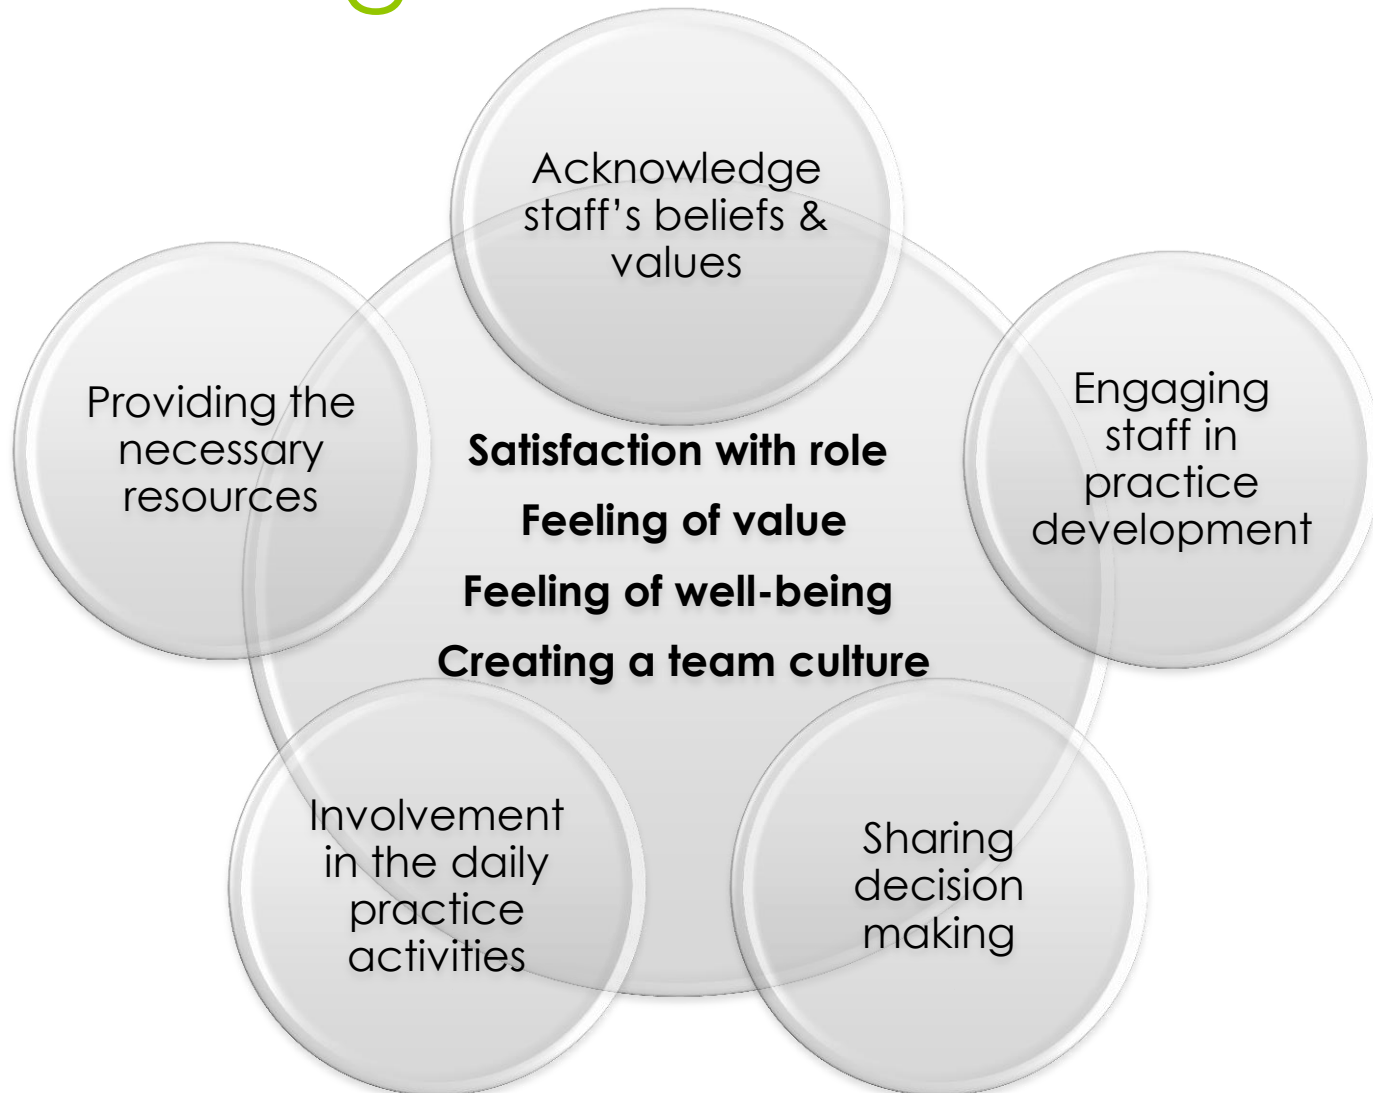 Acknowledge
staff’s beliefs &
values
Providing the
necessary
resources
Engaging
staff in
practice
development
Satisfaction with role
Feeling of value
Feeling of well-being
Creating a team culture
Involvement
in the daily
practice
activities
Sharing
decision
making